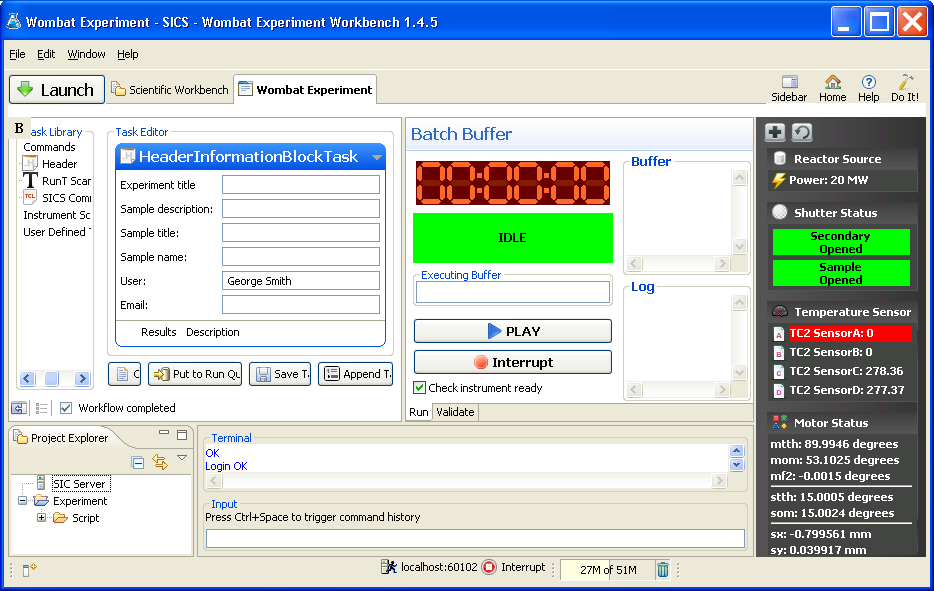 Wombat Experiment - SICS - Wombat Experiment Workbench 1.4.5
File Edit Window Help
Launch Scientific Workbench Wombat Experiment Sidebar Home Help Do It!
B
ask Library
Commands
Header
RunT Scar
SICS Comi
Instrument Sc
User Defined
Task Editor
HeaderInformationBlockTask
Experiment title
Sample description:
Sample title:
Sample name:
User: George Smith
Email:
Results Description
C Put to Run Qu Save T. Append T.
Workflow completed
Batch Buffer
00:00:00
IDLE
Executing Buffer
PLAY
Interrupt
Check instrument ready
Run Validate
Buffer
Log
Reactor Source
Power: 20 MW
Shutter Status
Secondary
Opened
Sample
Opened
Temperature Sensor
A TC2 SensorA: 0
B TC2 SensorB: 0
C TC2 SensorC: 278.36
D TC2 SensorD: 277.37
Motor Status
mtth: 89.9946 degrees
mom: 53.1025 degrees
mf2: -0.0015 degrees
stth: 15.0005 degrees
som: 15.0024 degrees
sx: -0.799561 mm
sy: 0.039917 mm
Project Explorer
SIC Server
Experiment
Script
Terminal
OK
Login OK
Input
Press Ctrl+Space to trigger command history
localhost:60102 Interrupt 27M of 51M